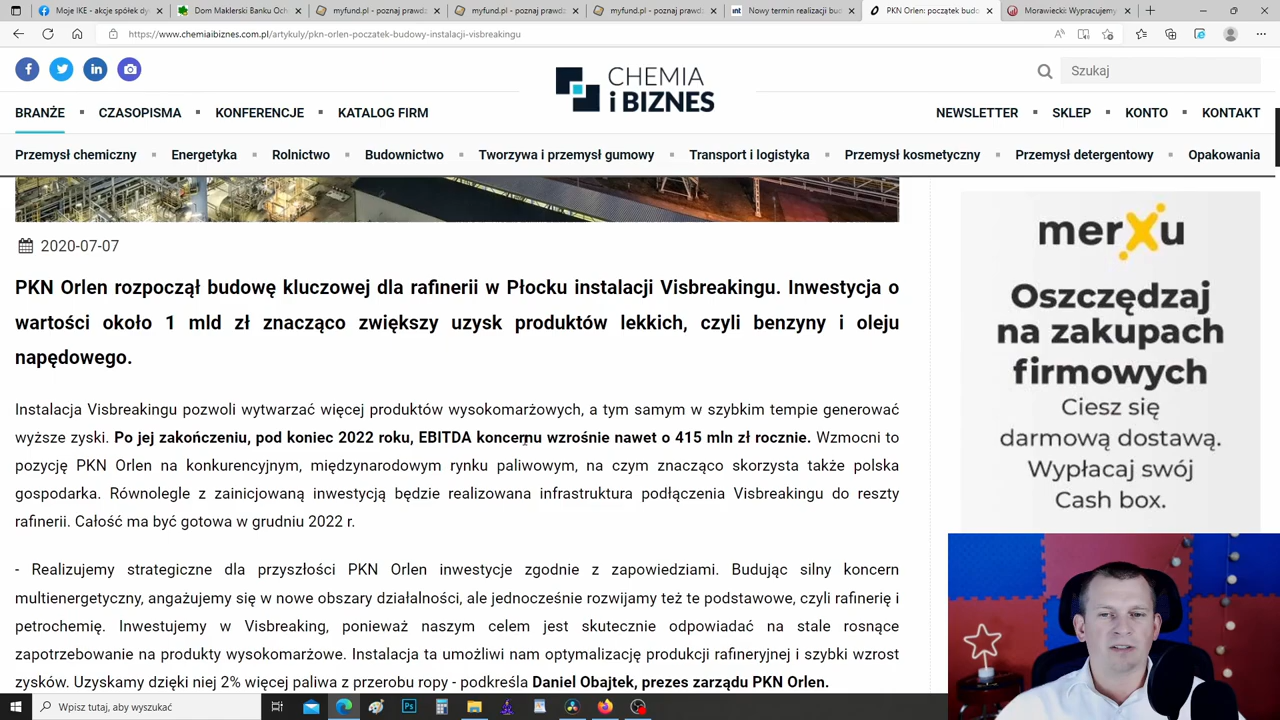 Moje IKE - akcje spółek dy
Dom Maklerski Banku Och
myfund.pl - poznaj prawdz
myfund.pl - poznaj prawdz
myfund.pl - poznaj prawdz
Nowy termin realizacji bud
PKN Orlen: początek budo
Morawiecki: Wypracujemy
https://www.chemiaibiznes.com.pl/artykuly/pkn-orlen-poczatek-budowy-instalacji-visbreakingu
CHEMIA
i BIZNES
Szukaj
BRANŻE CZASOPISMA KONFERENCJE KATALOG FIRM
NEWSLETTER SKLEP KONTO KONTAKT
Przemysł chemiczny Energetyka Rolnictwo Budownictwo Tworzywa i przemysł gumowy Transport i logistyka Przemysł kosmetyczny Przemysł detergentowy Opakowania
2020-07-07
PKN Orlen rozpoczął budowę kluczowej dla rafinerii w Płocku instalacji Visbreakingu. Inwestycja o
wartości około 1 mld zł znacząco zwiększy uzysk produktów lekkich, czyli benzyny i oleju
napędowego.
Instalacja Visbreakingu pozwoli wytwarzać więcej produktów wysokomarżowych, a tym samym w szybkim tempie generować
wyższe zyski. Po jej zakończeniu, pod koniec 2022 roku, EBITDA koncernu wzrośnie nawet o 415 mln zł rocznie. Wzmocni to
pozycję PKN Orlen na konkurencyjnym, międzynarodowym rynku paliwowym, na czym znacząco skorzysta także polska
gospodarka. Równolegle z zainicjowaną inwestycją będzie realizowana infrastruktura podłączenia Visbreakingu do reszty
rafinerii. Całość ma być gotowa w grudniu 2022 r.
- Realizujemy strategiczne dla przyszłości PKN Orlen inwestycje zgodnie z zapowiedziami. Budując silny koncern
multienergetyczny, angażujemy się w nowe obszary działalności, ale jednocześnie rozwijamy też te podstawowe, czyli rafinerię i
petrochemię. Inwestujemy w Visbreaking, ponieważ naszym celem jest skutecznie odpowiadać na stale rosnące
zapotrzebowanie na produkty wysokomarżowe. Instalacja ta umożliwi nam optymalizację produkcji rafineryjnej i szybki wzrost
zysków. Uzyskamy dzięki niej 2% więcej paliwa z przerobu ropy - podkreśla Daniel Obajtek, prezes zarządu PKN Orlen.
merXu
Oszczędzaj
na zakupach
firmowych
Ciesz się
darmową dostawą.
Wypłacaj swój
Cash box.
Wpisz tutaj, aby wyszukać